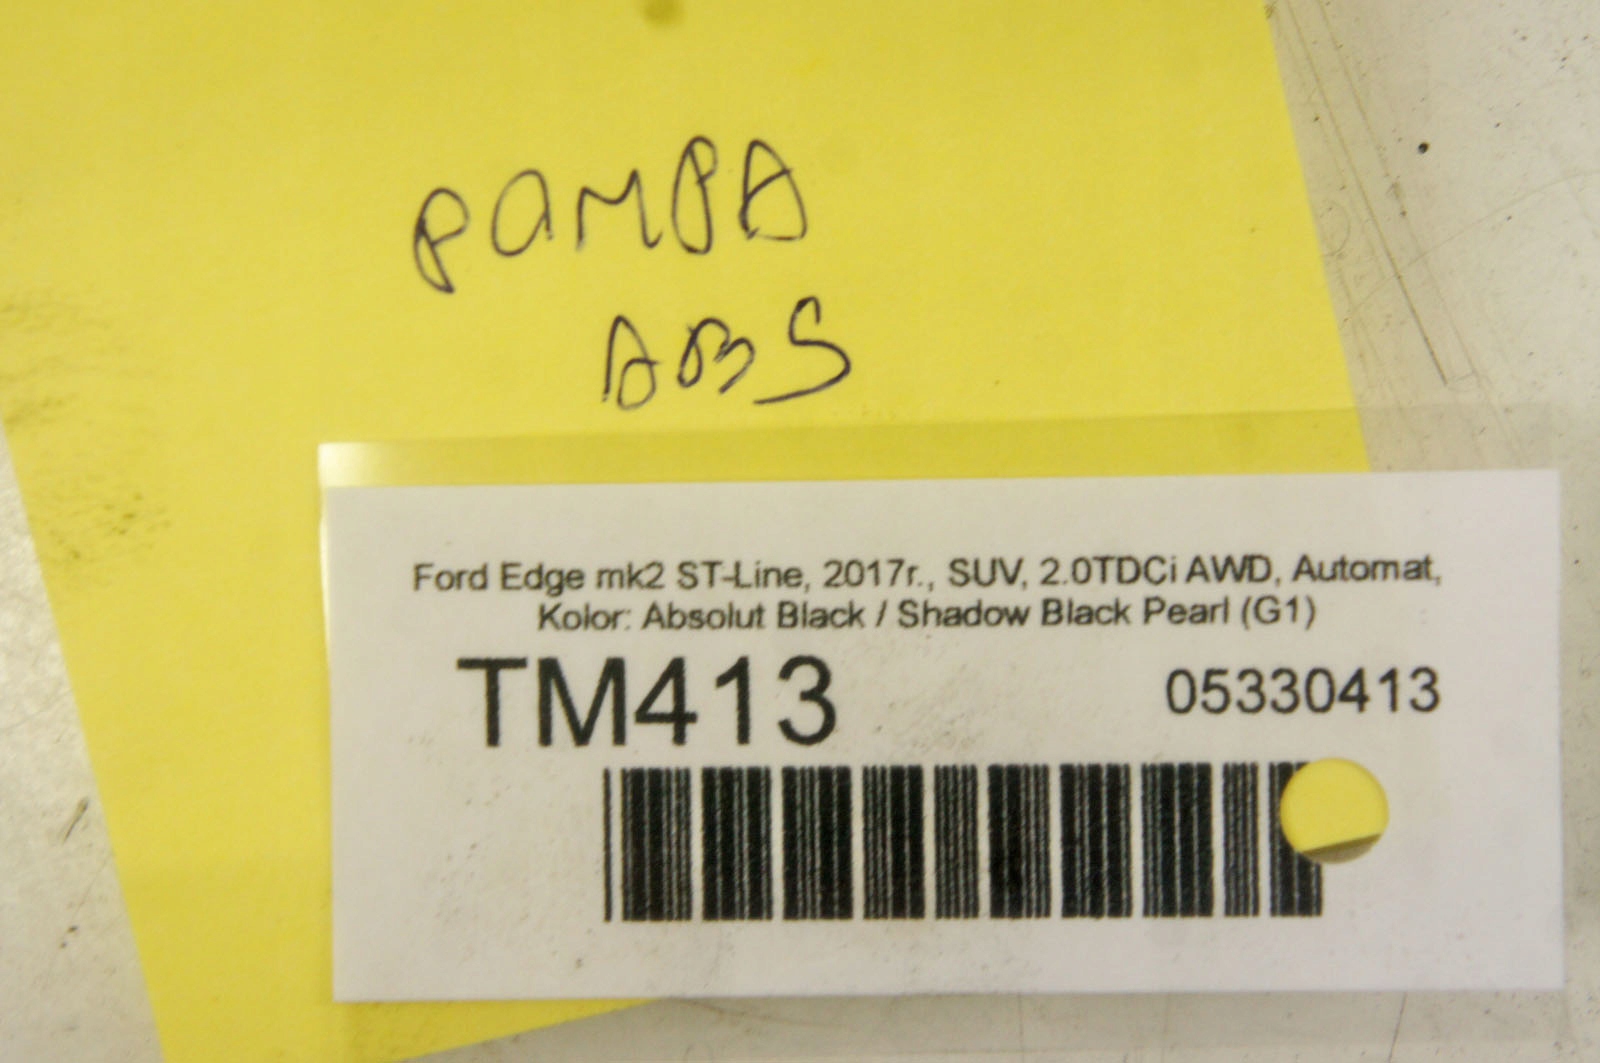 POMPA
ABS
Ford Edge mk2 ST-Line, 2017r., SUV, 2.0TDCi AWD, Automat,
Kolor: Absolut Black / Shadow Black Pearl (G1)
TM413
05330413